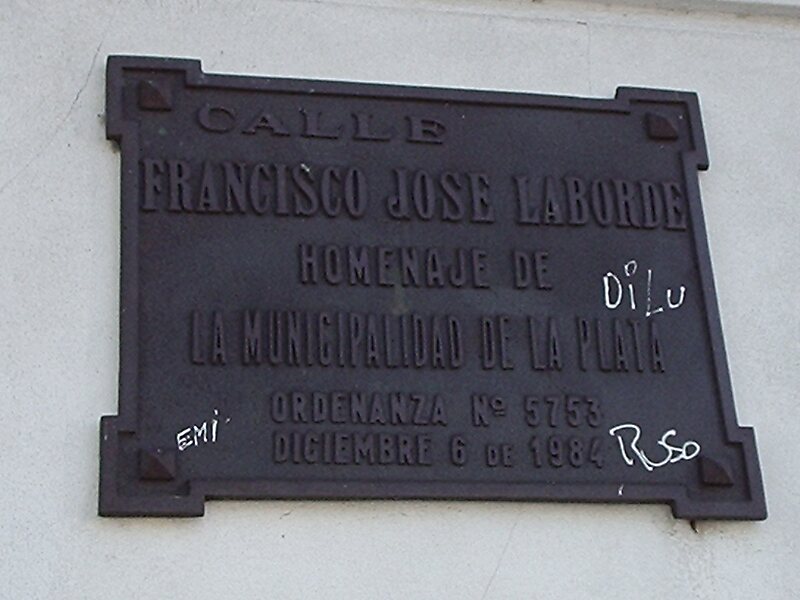 CALLE
FRANCISCO JOSE LABORDE
HOMENAJE DE
LA MUNICIPALIDAD DE LA PLATA
ORDENANZA Nº 5753
DICIEMBRE 6 DE 1984
DiLu
EMi
RUSO